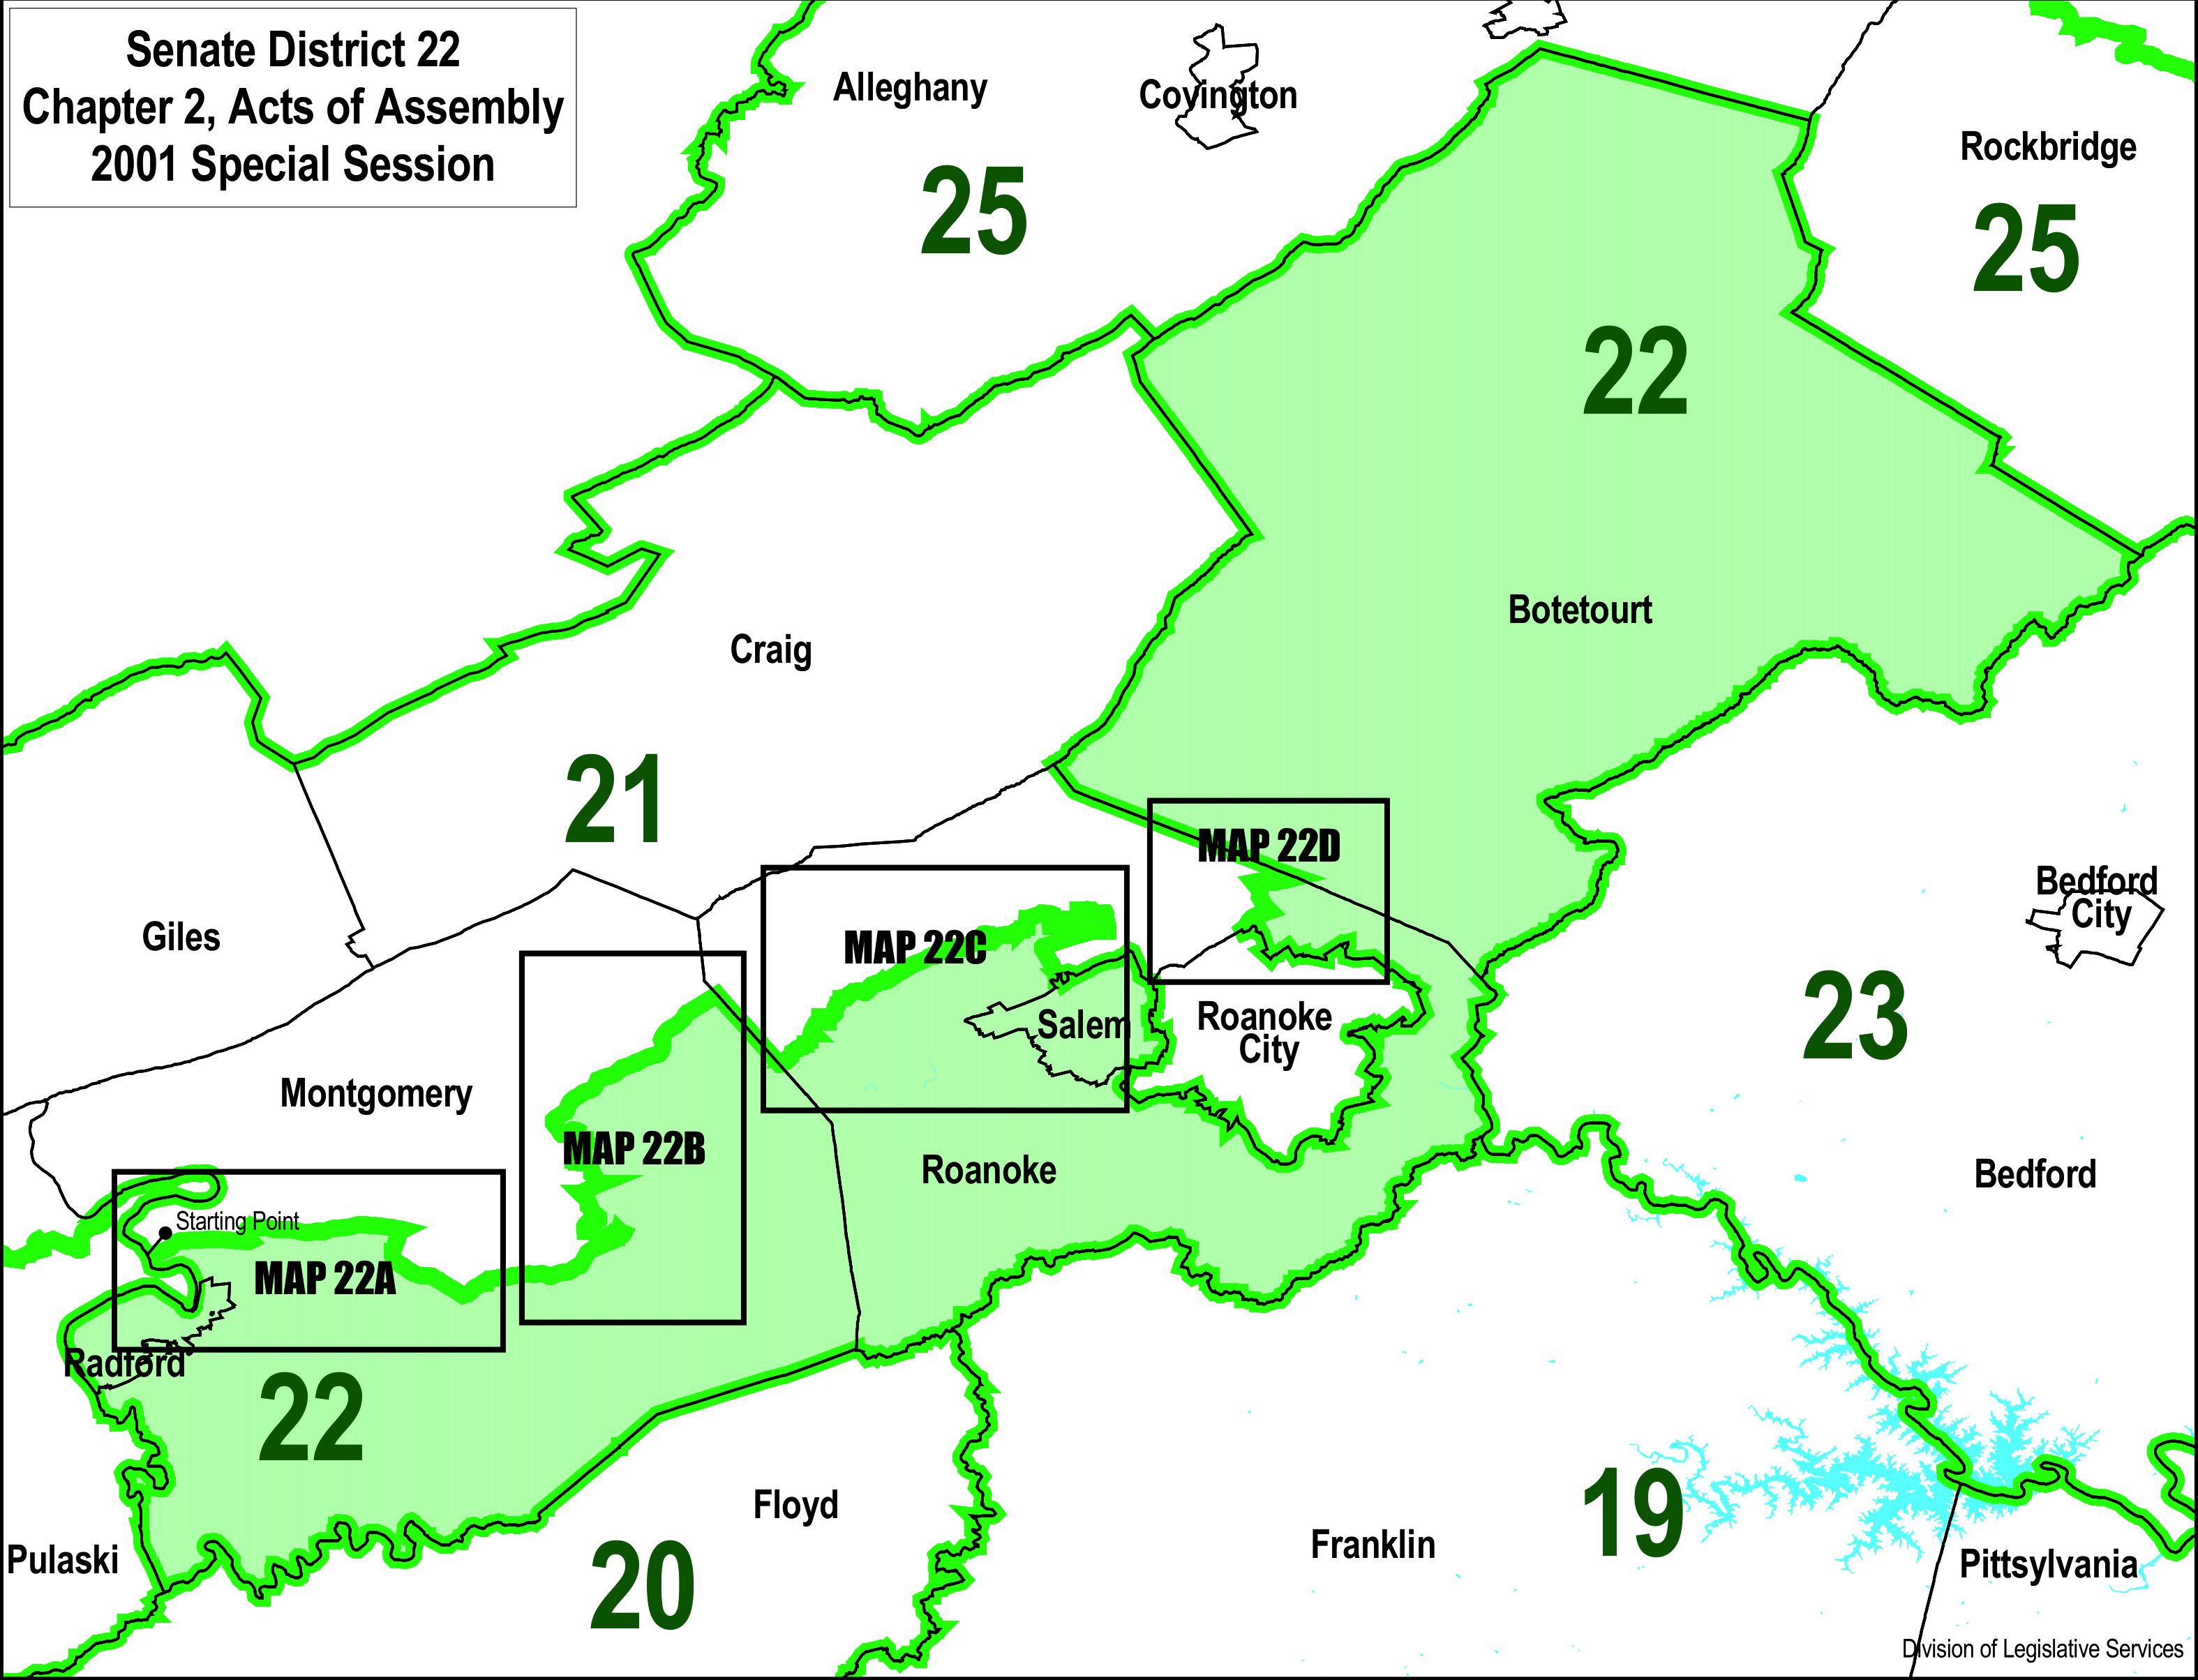 Senate District 22
Chapter 2, Acts of Assembly
2001 Special Session
Alleghany
Covington
Rockbridge
25
25
22
Botetourt
Craig
21
MAP 22D
Bedford
City
Giles
MAP 22C
23
Salem
Roanoke
City
Montgomery
MAP 22B
Roanoke
Bedford
Starting Point
MAP 22A
Radford
22
Floyd
19
Franklin
Pulaski
20
Pittsylvania
Division of Legislative Services